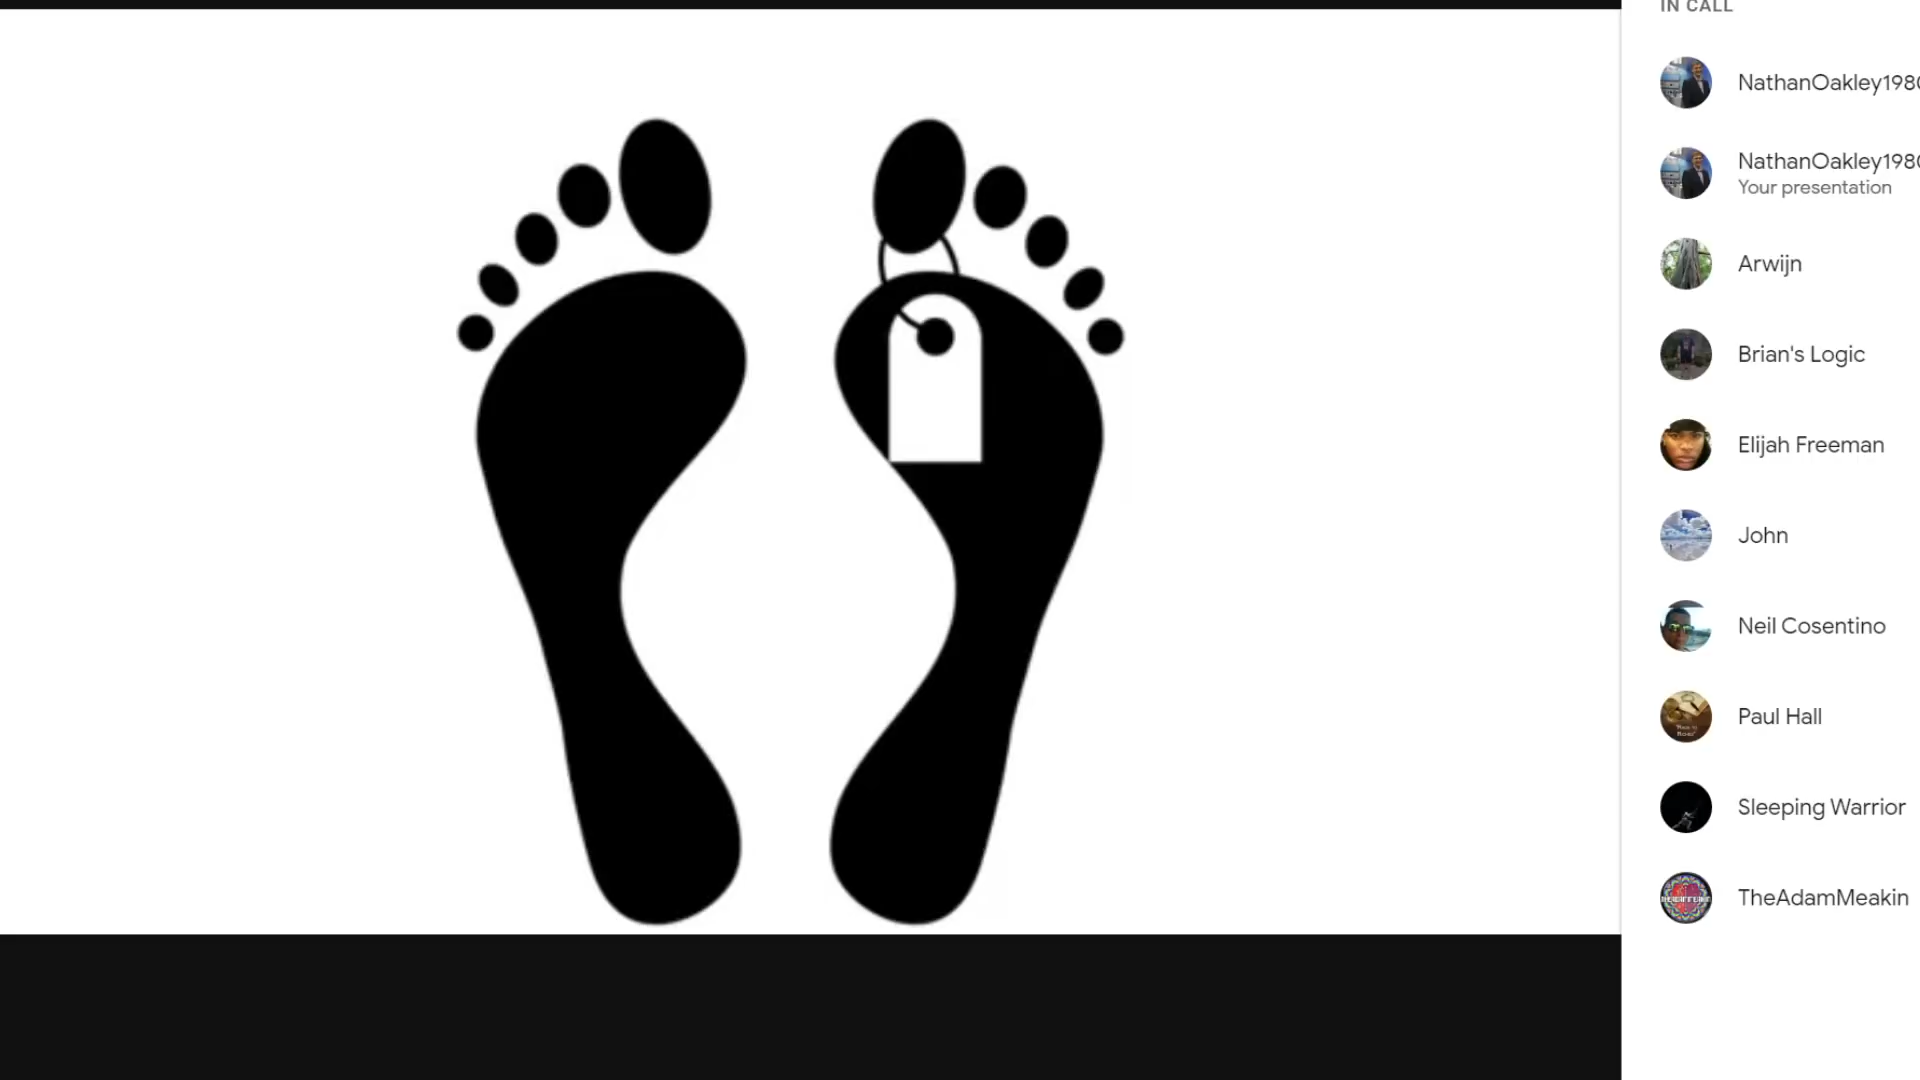 IN CALL
NathanOakley198
NathanOakley198
Your presentation
Arwijn
Brian's Logic
Elijah Freeman
John
Neil Cosentino
Paul Hall
Sleeping Warrior
TheAdamMeakin